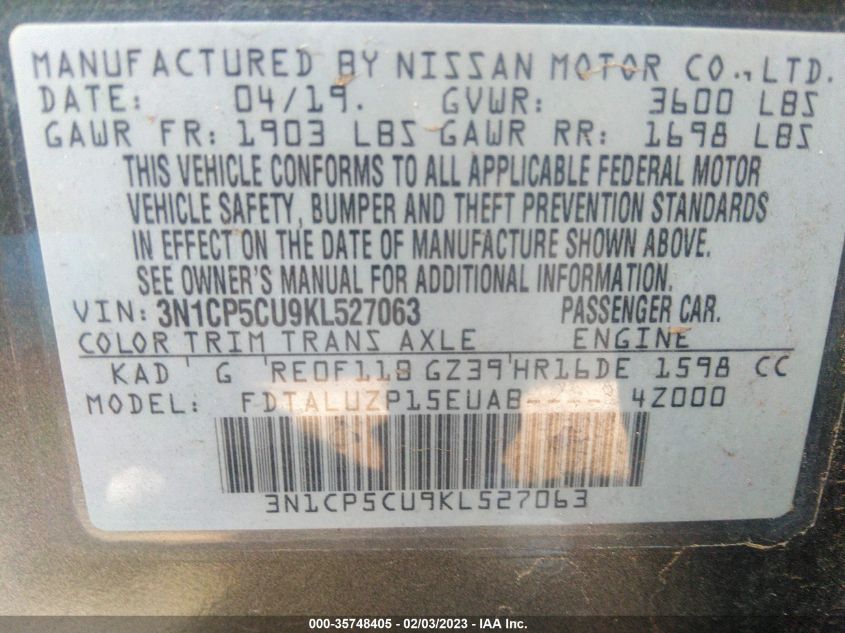 MANUFACTURED BY NISSAN MOTOR CO., LTD.
DATE: 04/19. GVWR: 3600 LBS
GAWR FR: 1903 LBS GAWR RR: 1698 LBS
THIS VEHICLE CONFORMS TO ALL APPLICABLE FEDERAL MOTOR
VEHICLE SAFETY, BUMPER AND THEFT PREVENTION STANDARDS
IN EFFECT ON THE DATE OF MANUFACTURE SHOWN ABOVE.
SEE OWNER'S MANUAL FOR ADDITIONAL INFORMATION.
VIN: 3N1CP5CU9KL527063 PASSENGER CAR.
COLOR TRIM TRANS AXLE ENGINE
KAD G RE0F11B GZ39 HR16DE 1598 CC
MODEL: FDTALUZP15EUAB---- 4Z000
3N1CP5CU9KL527063
000-35748405 - 02/03/2023 - IAA Inc.